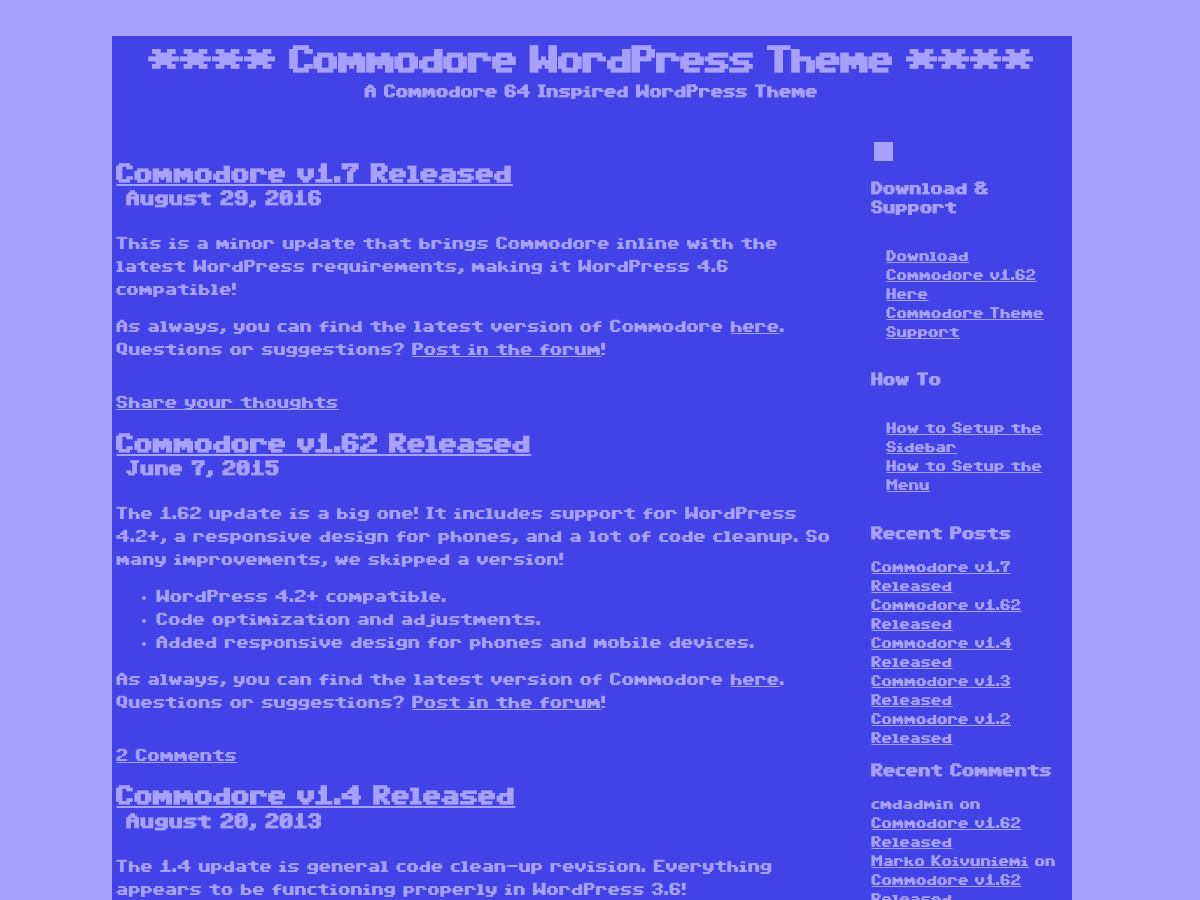 **** Commodore WordPress Theme ****
A Commodore 64 Inspired WordPress Theme
Commodore v1.7 Released
August 29, 2016
This is a minor update that brings Commodore inline with the
latest WordPress requirements, making it WordPress 4.6
compatible!
As always, you can find the latest version of Commodore here.
Questions or suggestions? Post in the forum!
Share your thoughts
Commodore v1.62 Released
June 7, 2015
The 1.62 update is a big one! It includes support for WordPress
4.2+, a responsive design for phones, and a lot of code cleanup. So
many improvements, we skipped a version!
• WordPress 4.2+ compatible.
• Code optimization and adjustments.
• Added responsive design for phones and mobile devices.
As always, you can find the latest version of Commodore here.
Questions or suggestions? Post in the forum!
2 Comments
Commodore v1.4 Released
August 20, 2013
The 1.4 update is general code clean-up revision. Everything
appears to be functioning properly in WordPress 3.6!
Download &
Support
Download
Commodore v1.62
Here
Commodore Theme
Support
How To
How to Setup the
Sidebar
How to Setup the
Menu
Recent Posts
Commodore v1.7
Released
Commodore v1.62
Released
Commodore v1.4
Released
Commodore v1.3
Released
Commodore v1.2
Released
Recent Comments
cmdadmin on
Commodore v1.62
Released
Marko Koivuniemi on
Commodore v1.62
Released